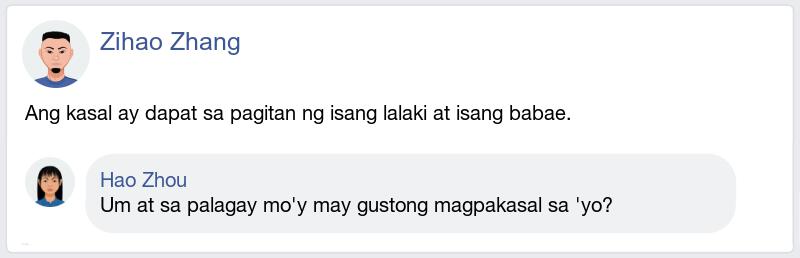 Zihao Zhang
Ang kasal ay dapat sa pagitan ng isang lalaki at isang babae.
Hao Zhou
Um at sa palagay mo'y may gustong magpakasal sa 'yo?